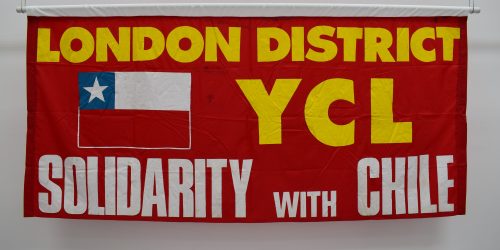 LONDON DISTRICT
YCL
SOLIDARITY WITH CHILE